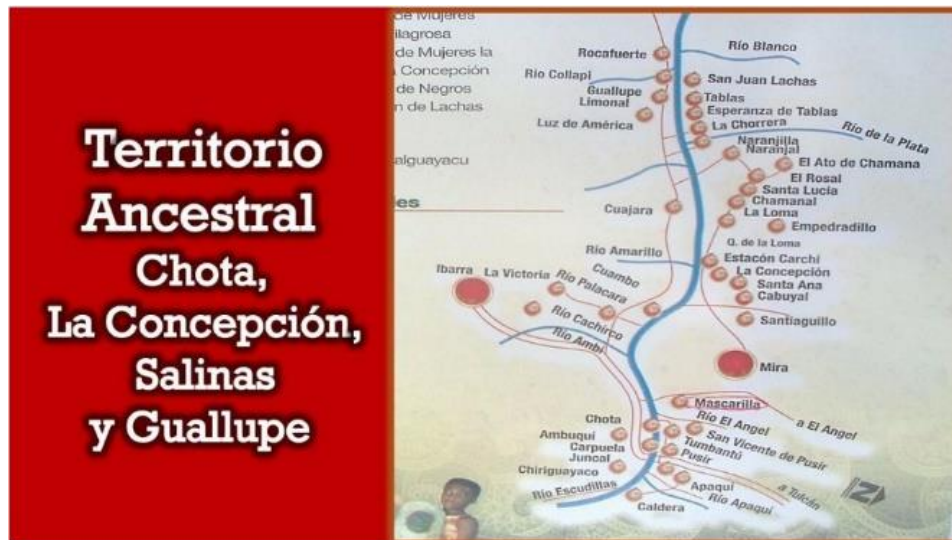 Territorio
Ancestral
Chota,
La Concepción,
Salinas
y Guallupe
de Mujeres
ilagrosa
de Mujeres la
Concepción
de Negros
n de Lachas
alguayacu
es
Rocafuerte
Río Blanco
Río Collapi
San Juan Lachas
Guallupe
Limonal
Tablas
Esperanza de Tablas
Luz de América
La Chorrera
Río de la Plata
Naranjilla
Naranjal
El Ato de Chamana
El Rosal
Santa Lucía
Chamanal
Cuajara
La Loma
Empedradillo
Q. de la Loma
Río Amarillo
Estacón Carchi
La Concepción
Ibarra
La Victoria
Río Palacara
Cuambo
Santa Ana
Cabuyal
Río Cachirco
Santiaguillo
Río Ambi
Mira
Mascarilla
a El Angel
Chota
Río El Angel
Ambuquí
San Vicente de Pusir
Carpuela
Tumbantú
Juncal
Pusir
Chiriguayaco
Apaquí
a Tulcán
Río Escudillas
Río Apaquí
Caldera
N